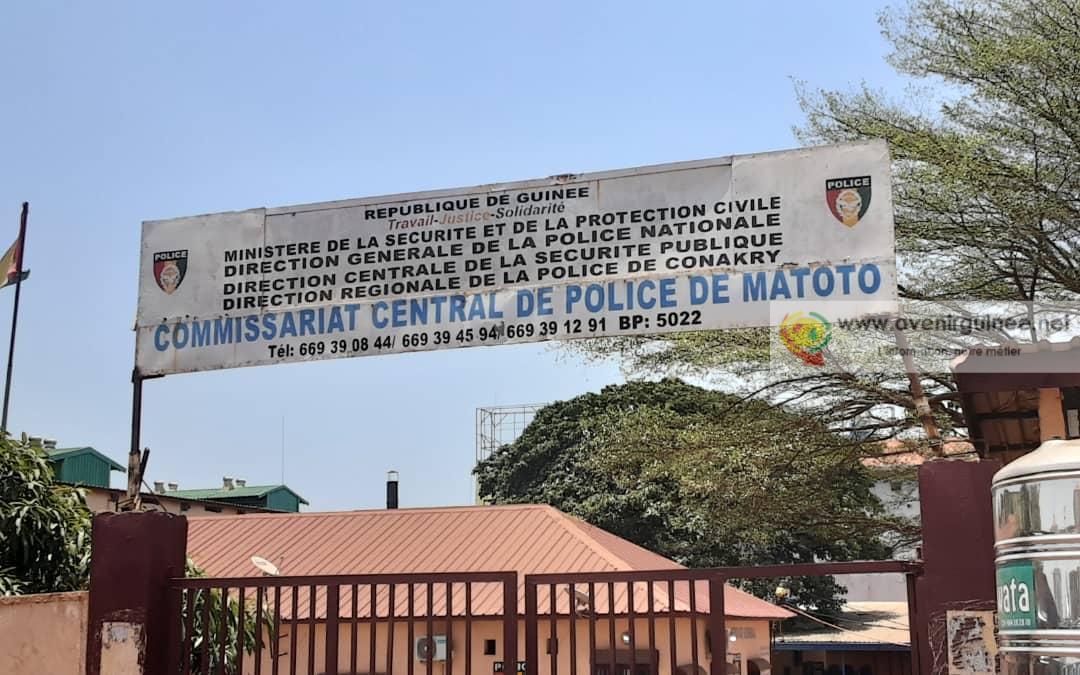 REPUBLIQUE DE GUINEE
Travail-Justice-Solidarité
MINISTERE DE LA SECURITE ET DE LA PROTECTION CIVILE
DIRECTION GENERALE DE LA POLICE NATIONALE
DIRECTION CENTRALE DE LA SECURITE PUBLIQUE
DIRECTION REGIONALE DE LA POLICE DE CONAKRY
COMMISSARIAT CENTRAL DE POLICE DE MATOTO
Tél: 669 39 08 44/ 669 39 45 94/ 669 39 12 91 BP: 5022
POLICE
POLICE
www.avenirguinee.net
L'information, notre métier